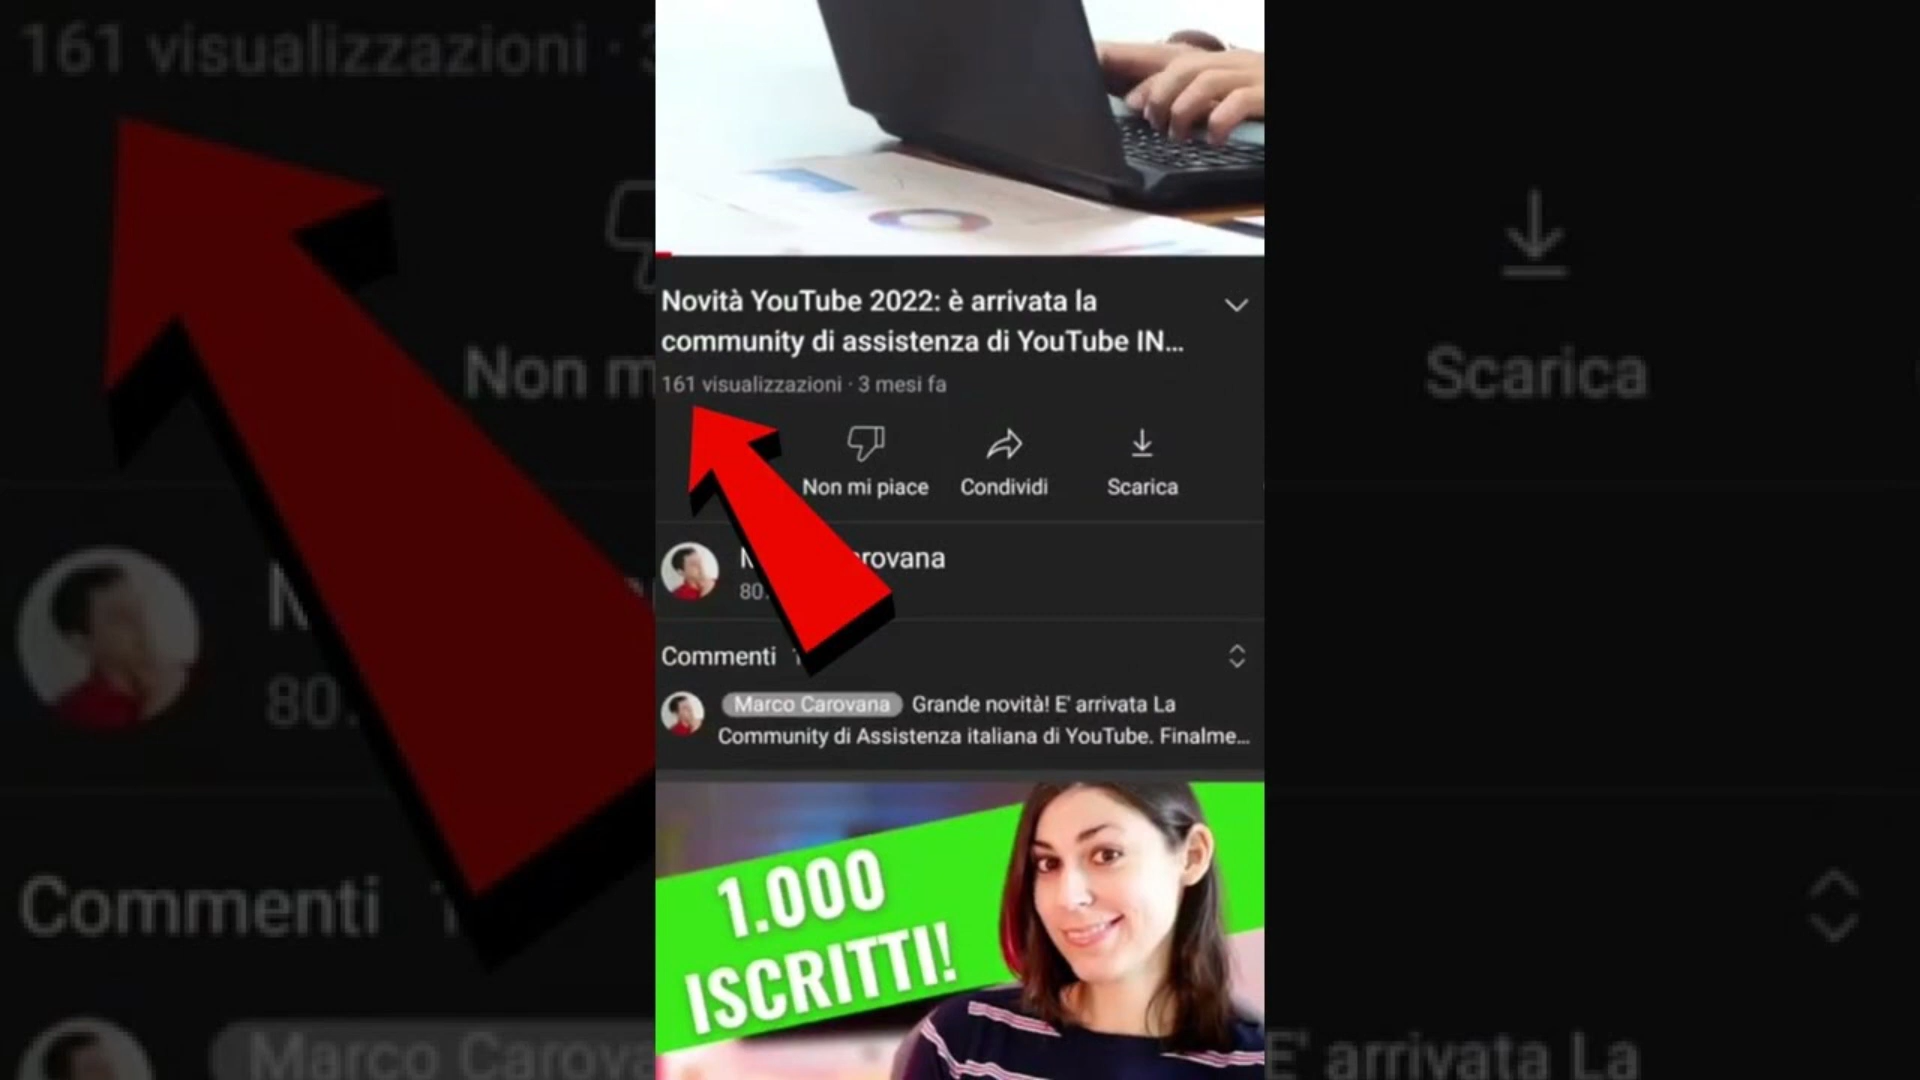 161 visualizzazioni ·
Novità YouTube 2022: è arrivata la
community di assistenza di YouTube IN...
161 visualizzazioni · 3 mesi fa
Non mi piace Condividi Scarica
Non
Scarica
rovana
80.
Commenti
Marco Carovana Grande novità! E' arrivata La
Community di Assistenza italiana di YouTube. Finalme...
80.
Commenti
1.000
ISCRITTI!
Marco Carova
E' arrivata La